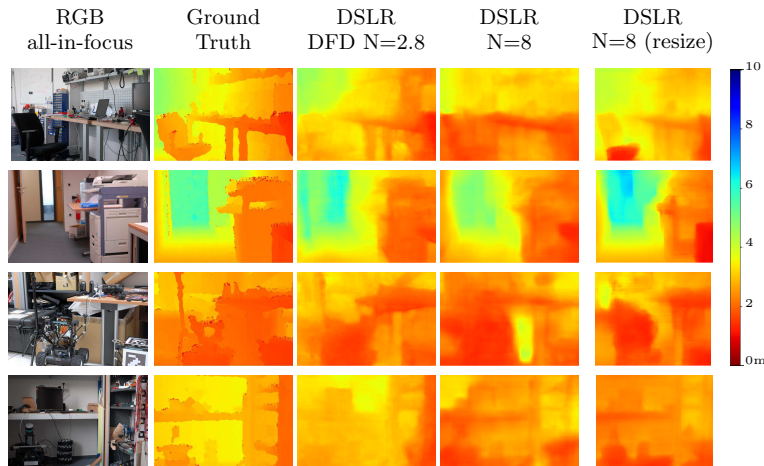 RGB
all-in-focus
Ground
Truth
DSLR
DFD N=2.8
DSLR
N=8
DSLR
N=8 (resize)
10
8
6
4
2
0m